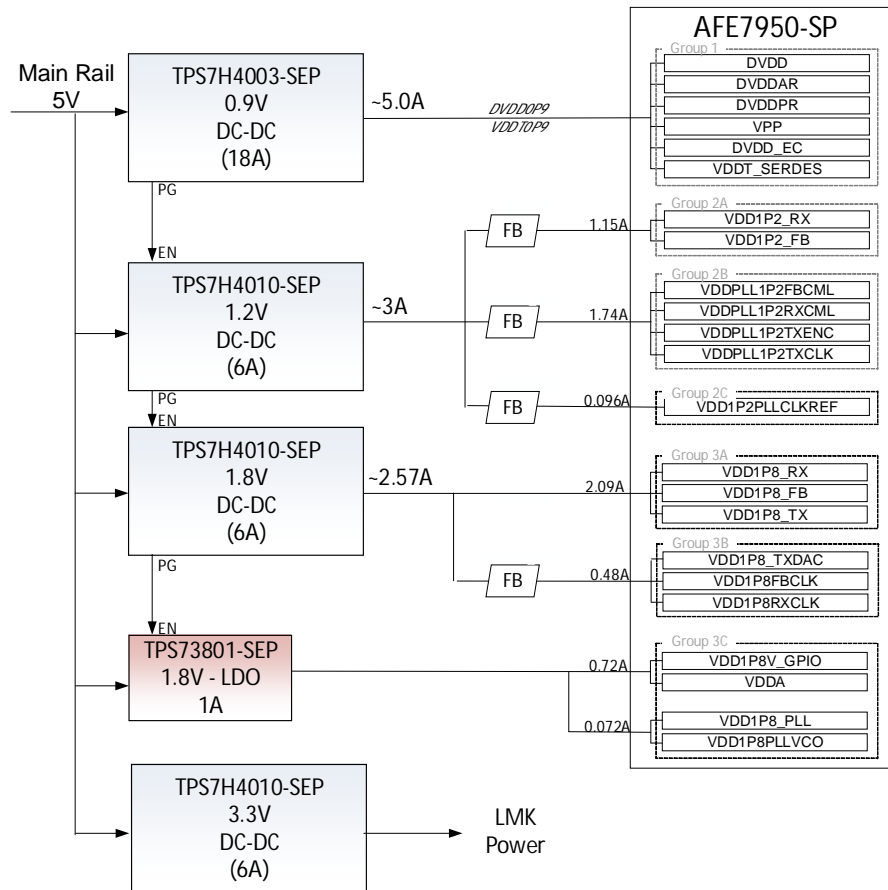 AFE7950-SP
Main Rail
5V
TPS7H4003-SEP
0.9V
DC-DC
(18A)
~5.0A
DVDD0P9
VDDT0P9
Group 1
DVDD
DVDDAR
DVDDPR
VPP
DVDD_EC
VDDT_SERDES
PG
EN
TPS7H4010-SEP
1.2V
DC-DC
(6A)
~3A
FB
1.15A
Group 2A
VDD1P2_RX
VDD1P2_FB
FB
1.74A
Group 2B
VDDPLL1P2FBCML
VDDPLL1P2RXCML
VDDPLL1P2TXENC
VDDPLL1P2TXCLK
FB
0.096A
Group 2C
VDD1P2PLLCLKREF
PG
EN
TPS7H4010-SEP
1.8V
DC-DC
(6A)
~2.57A
2.09A
Group 3A
VDD1P8_RX
VDD1P8_FB
VDD1P8_TX
FB
0.48A
Group 3B
VDD1P8_TXDAC
VDD1P8FBCLK
VDD1P8RXCLK
PG
EN
TPS73801-SEP
1.8V - LDO
1A
0.72A
0.072A
Group 3C
VDD1P8V_GPIO
VDDA
VDD1P8_PLL
VDD1P8PLLVCO
TPS7H4010-SEP
3.3V
DC-DC
(6A)
LMK
Power